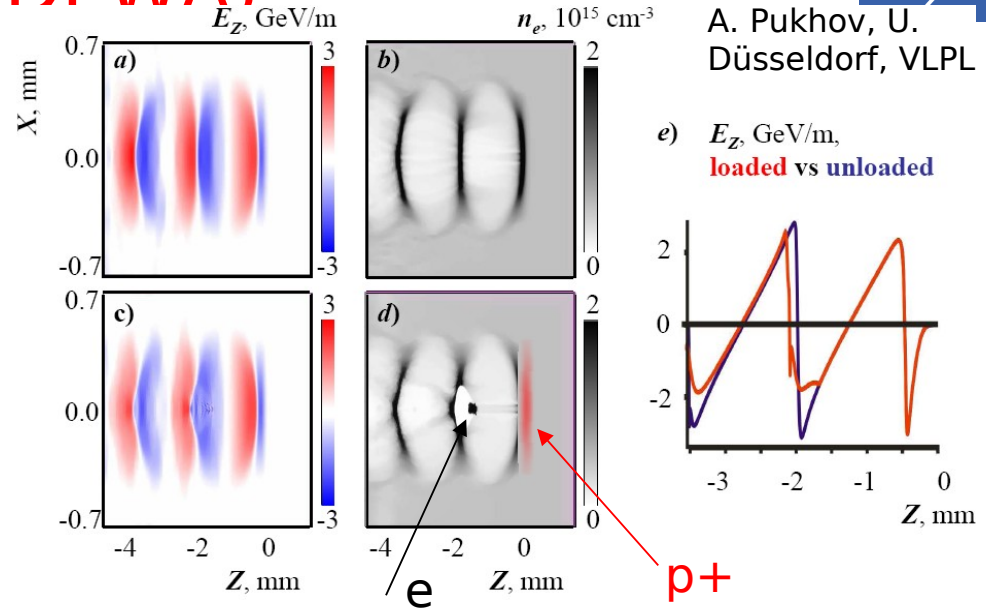 E_Z, GeV/m
n_e, 10^15 cm^-3
A. Pukhov, U.
Düsseldorf, VLPL
0.7
a)
3
b)
2
X, mm
0.0
-0.7
-3
0
e) E_Z, GeV/m,
loaded vs unloaded
0.7
c)
3
d)
2
0.0
-0.7
-3
0
2
0
-2
-3
-2
-1
0
Z, mm
-4
-2
0
-4
-2
0
Z, mm
Z, mm
e
p+